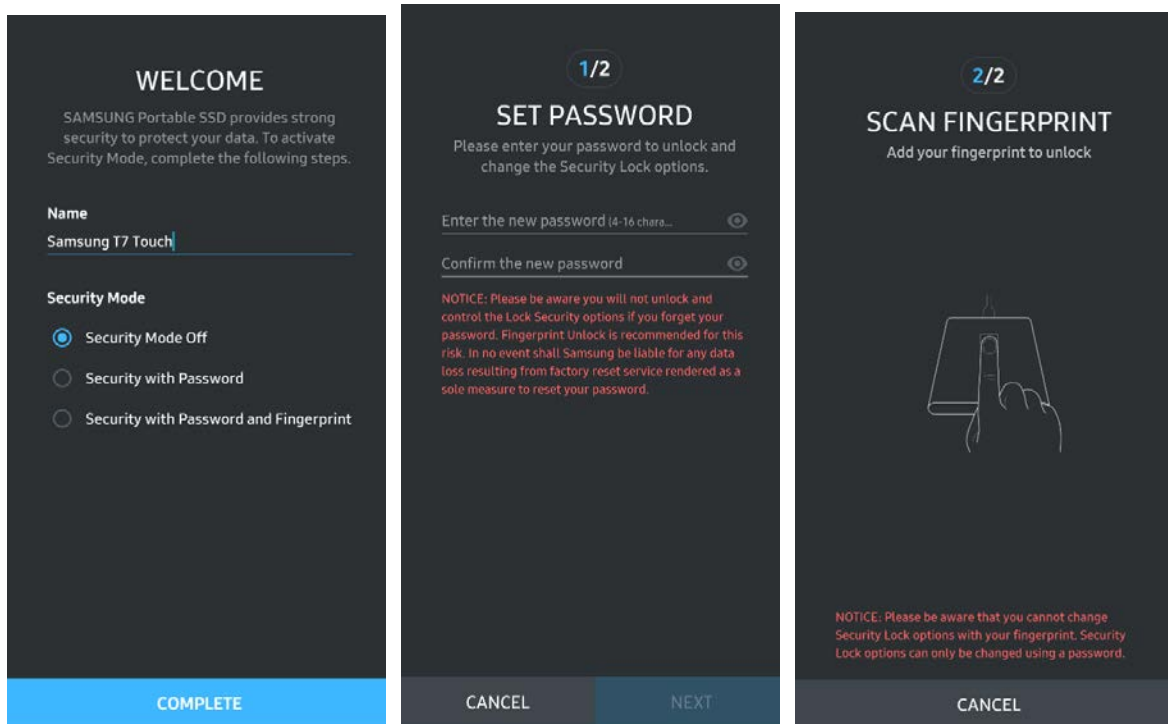 WELCOME
SAMSUNG Portable SSD provides strong
security to protect your data. To activate
Security Mode, complete the following steps.
Name
Samsung T7 Touch
Security Mode
Security Mode Off
Security with Password
Security with Password and Fingerprint
COMPLETE
1/2
SET PASSWORD
Please enter your password to unlock and
change the Security Lock options.
Enter the new password (4-16 chara...
Confirm the new password
NOTICE: Please be aware you will not unlock and
control the Lock Security options if you forget your
password. Fingerprint Unlock is recommended for this
risk. In no event shall Samsung be liable for any data
loss resulting from factory reset service rendered as a
sole measure to reset your password.
CANCEL
NEXT
2/2
SCAN FINGERPRINT
Add your fingerprint to unlock
NOTICE: Please be aware that you cannot change
Security Lock options with your fingerprint. Security
Lock options can only be changed using a password.
CANCEL